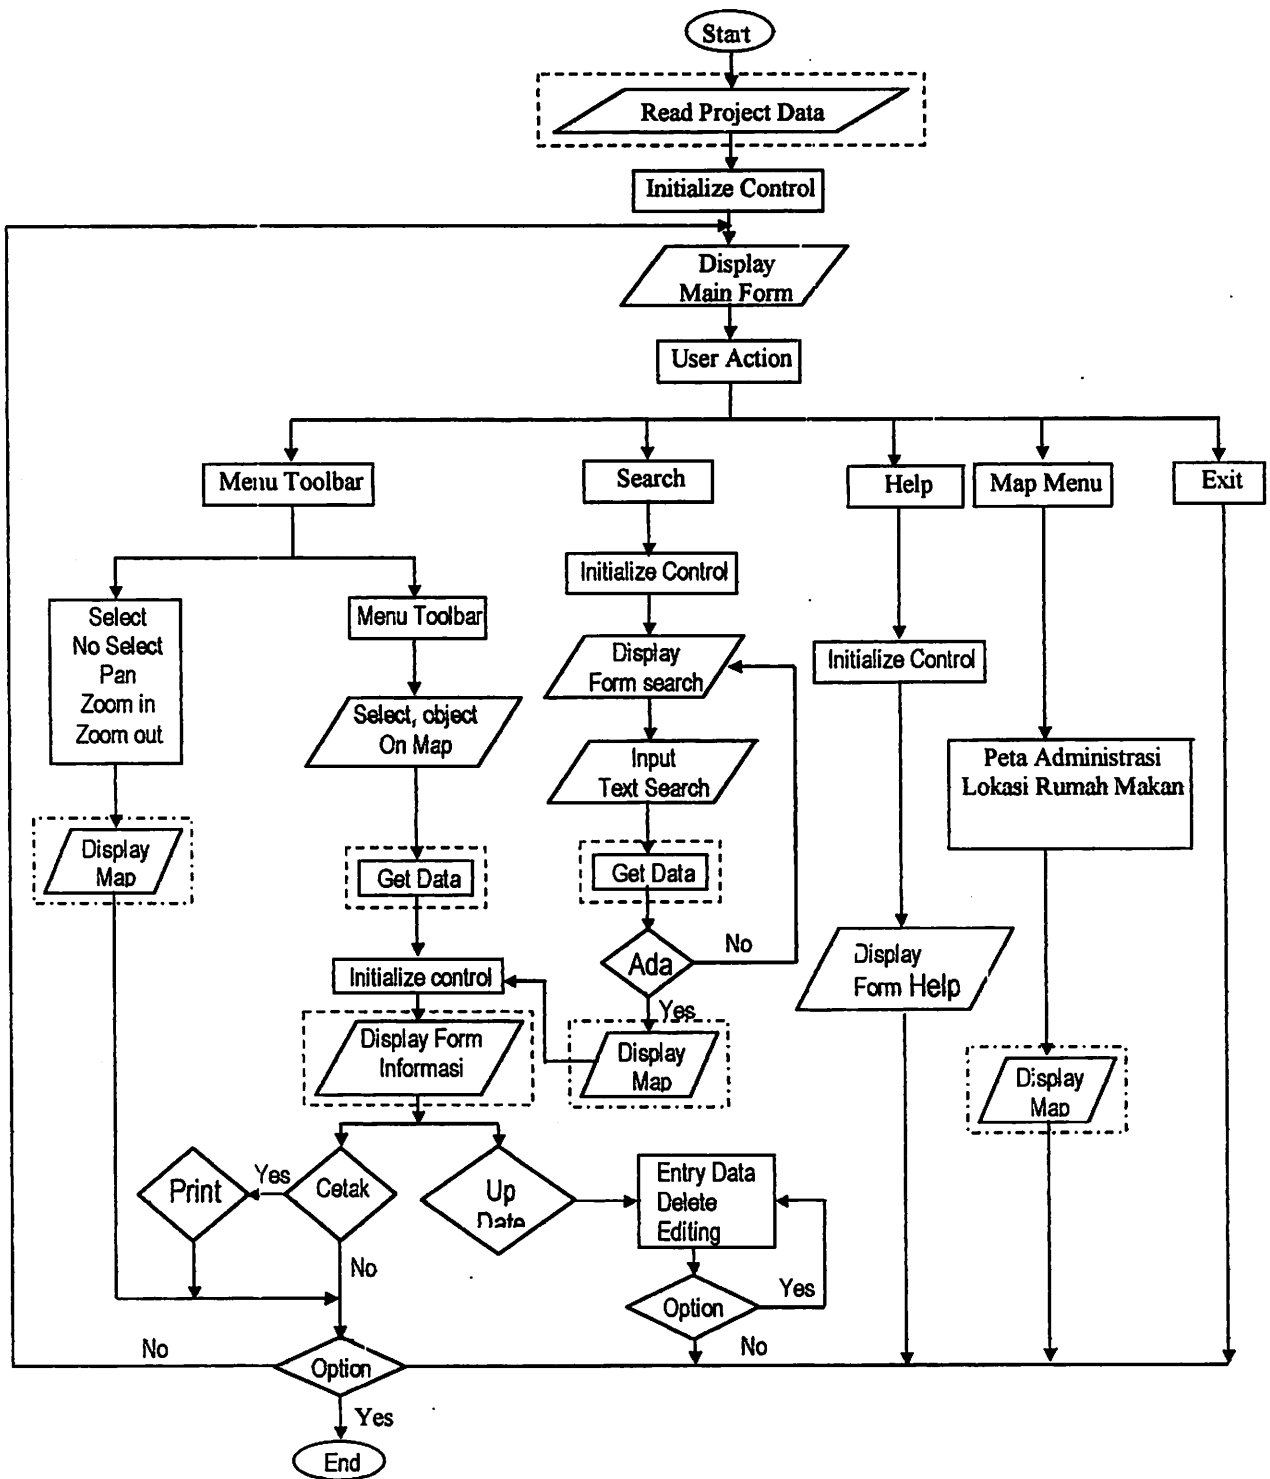 Start
Read Project Data
Initialize Control
Display
Main Form
User Action
Menu Toolbar
Search
Help
Map Menu
Exit
Select
No Select
Pan
Zoom in
Zoom out
Display
Map
Menu Toolbar
Select, object
On Map
Get Data
Initialize control
Display Form
Informasi
Initialize Control
Display
Form search
Input
Text Search
Get Data
Ada
No
Yes
Display
Map
Initialize Control
Display
Form Help
Peta Administrasi
Lokasi Rumah Makan
Display
Map
Print
Yes
Cetak
No
Up
Date
Entry Data
Delete
Editing
Option
Yes
No
No
Option
Yes
End